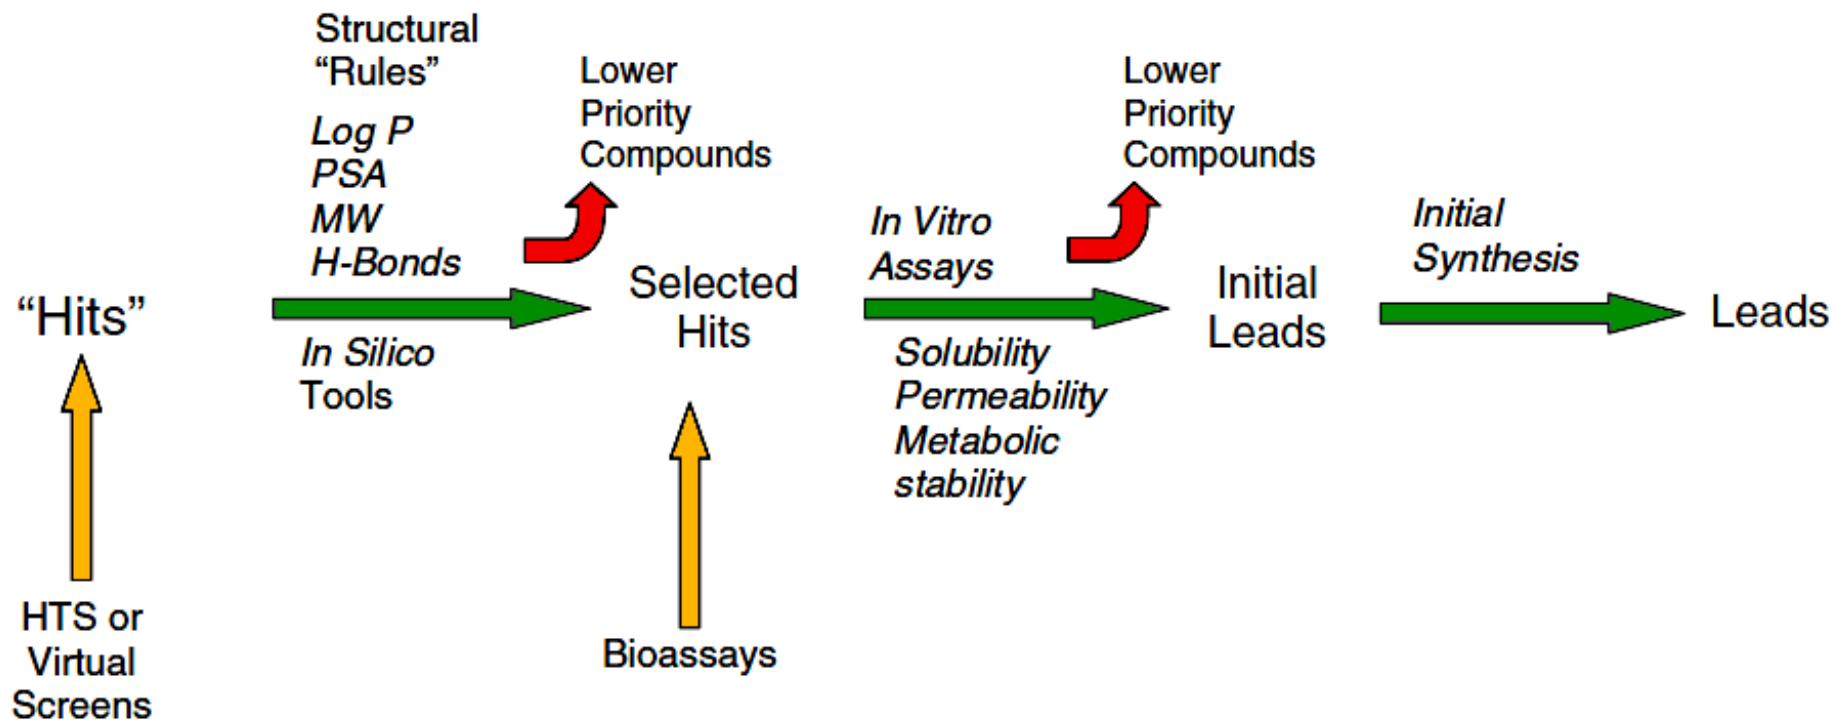 Structural
“Rules”
Log P
PSA
MW
H-Bonds
Lower
Priority
Compounds
Lower
Priority
Compounds
In Vitro
Assays
Initial
Synthesis
“Hits”
Selected
Hits
Initial
Leads
Leads
In Silico
Tools
Solubility
Permeability
Metabolic
stability
HTS or
Virtual
Screens
Bioassays